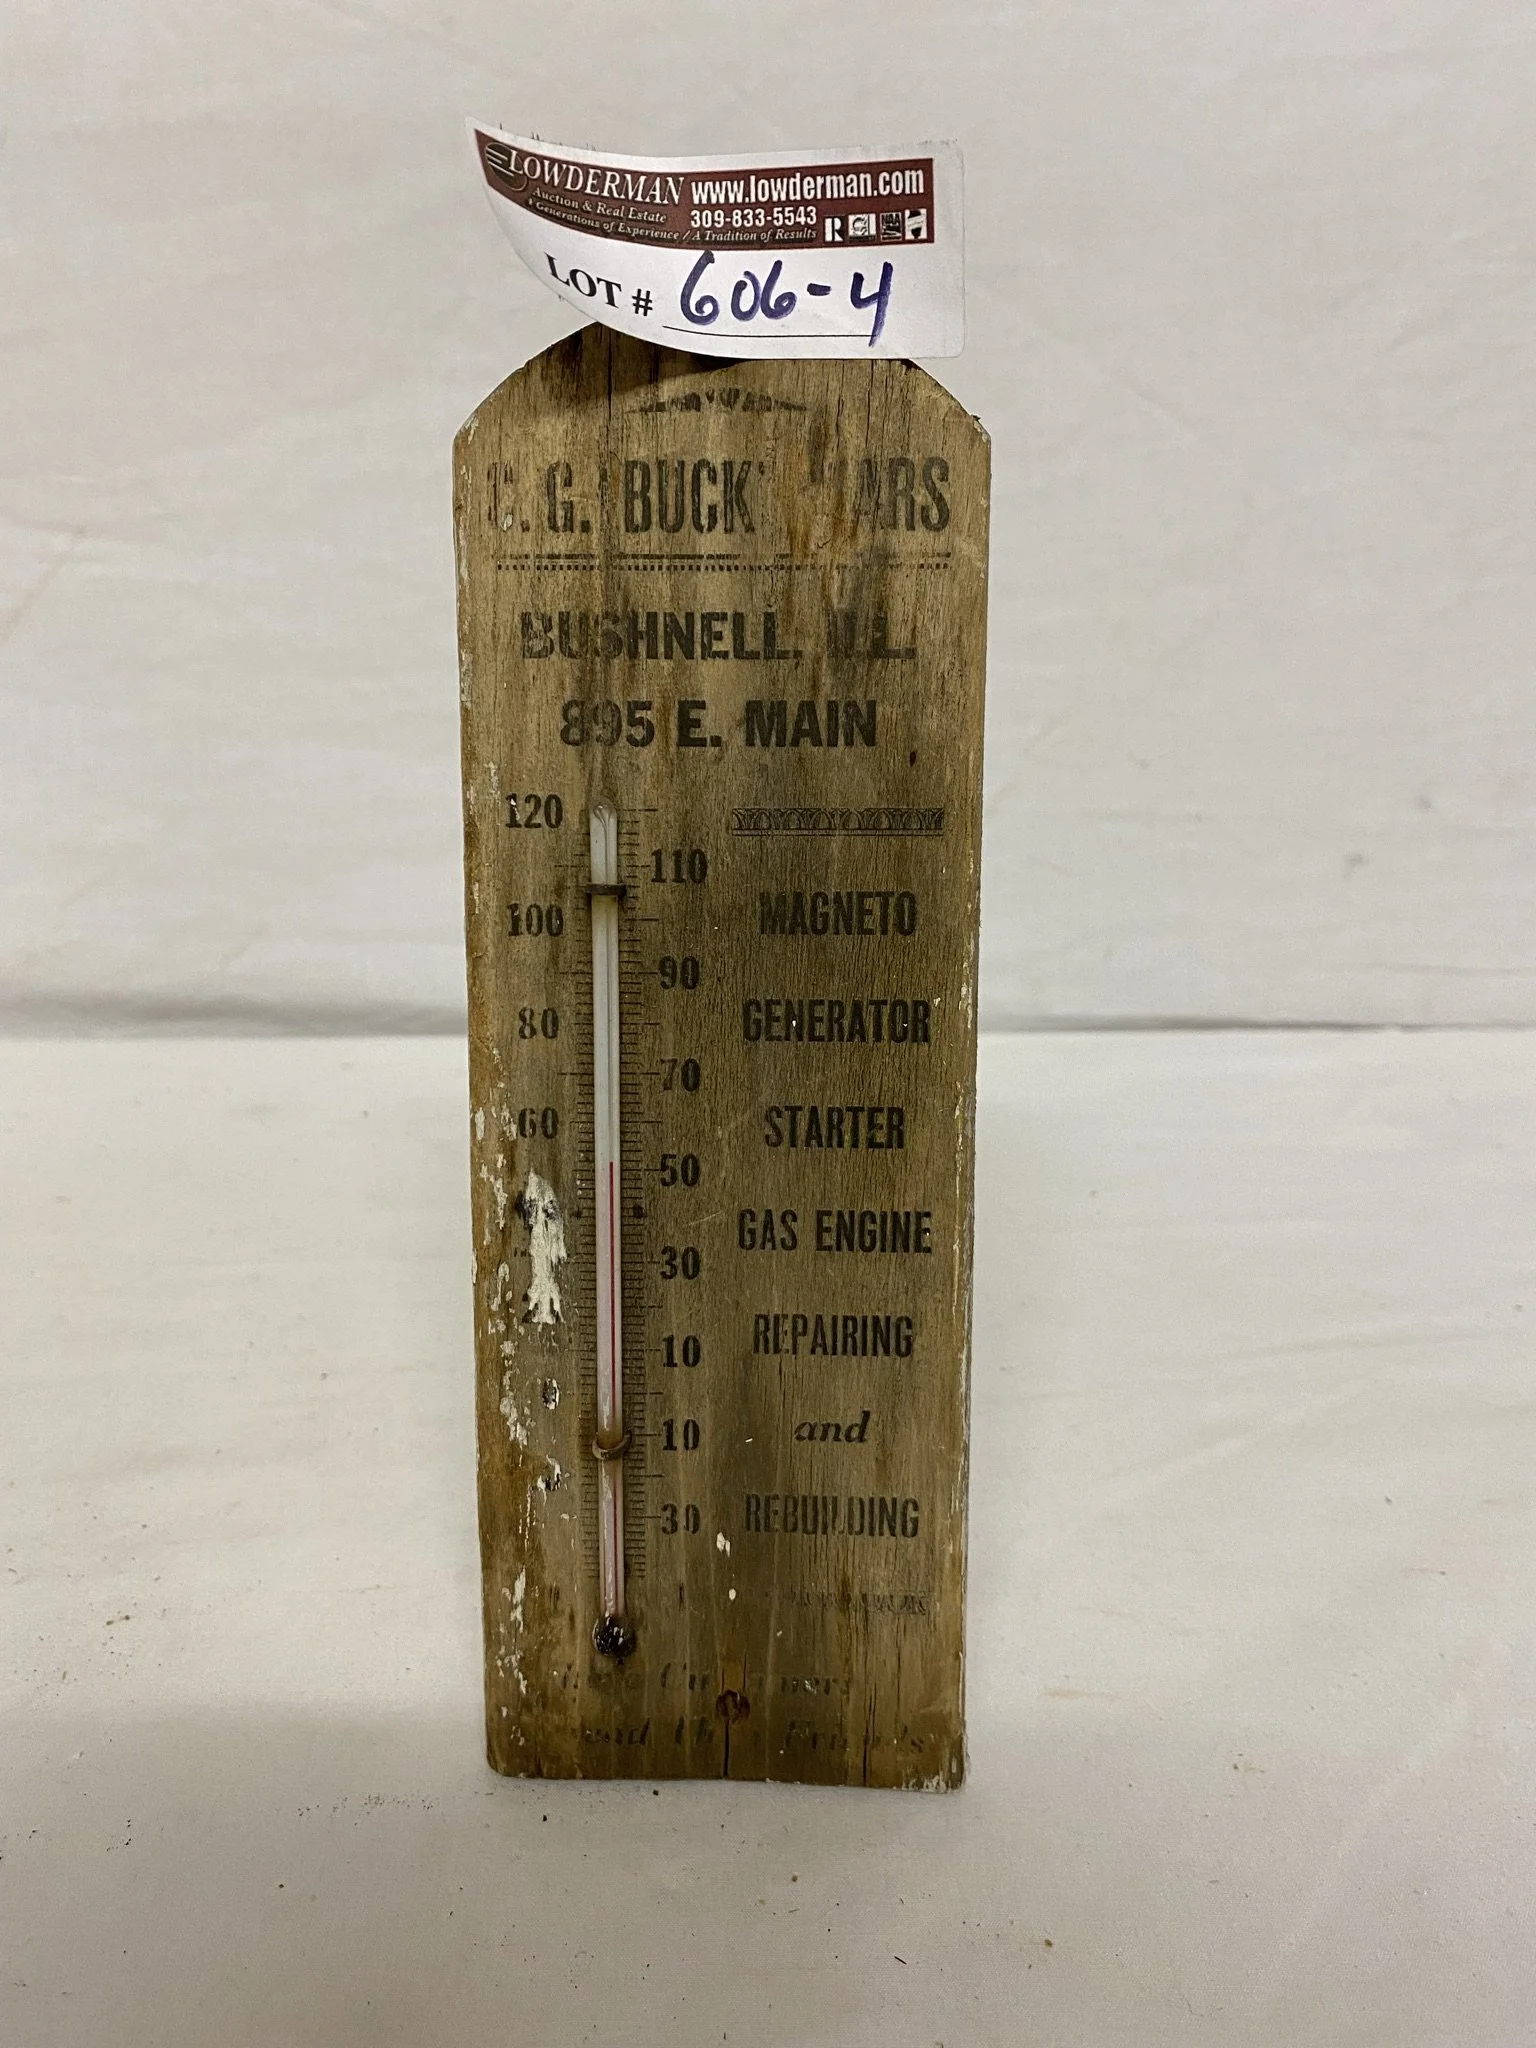 LOWDERMAN www.lowderman.com
Auction & Real Estate 309-833-5543
4 Generations of Experience / A Tradition of Results
LOT # 606-4
C. G. BUCK
BUSHNELL, ILL.
895 E. MAIN
120
110
MAGNETO
100
90
GENERATOR
80
70
STARTER
60
50
GAS ENGINE
30
REPAIRING
10
and
10
REBUILDING
30